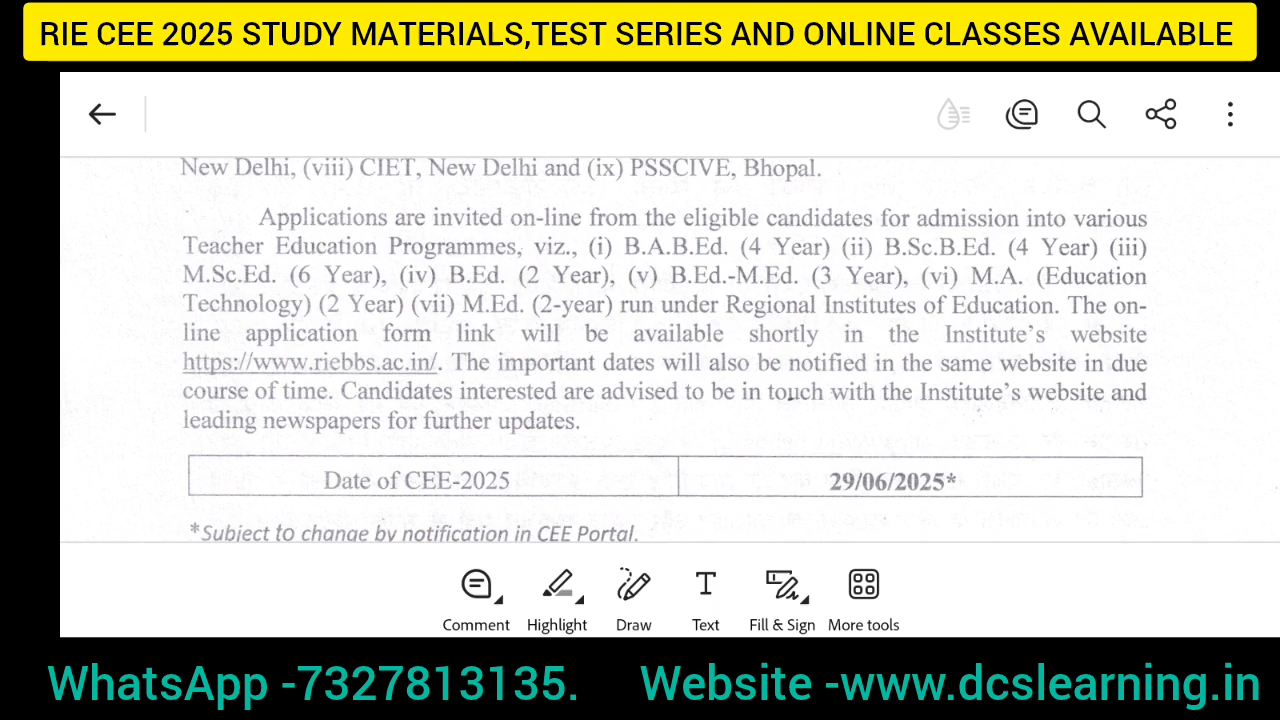 RIE CEE 2025 STUDY MATERIALS,TEST SERIES AND ONLINE CLASSES AVAILABLE
New Delhi, (viii) CIET, New Delhi and (ix) PSSCIVE, Bhopal.
Applications are invited on-line from the eligible candidates for admission into various
Teacher Education Programmes, viz., (i) B.A.B.Ed. (4 Year) (ii) B.Sc.B.Ed. (4 Year) (iii)
M.Sc.Ed. (6 Year), (iv) B.Ed. (2 Year), (v) B.Ed.-M.Ed. (3 Year), (vi) M.A. (Education
Technology) (2 Year) (vii) M.Ed. (2-year) run under Regional Institutes of Education. The on-
line application form link will be available shortly in the Institute's website
https://www.riebbs.ac.in/. The important dates will also be notified in the same website in due
course of time. Candidates interested are advised to be in touch with the Institute's website and
leading newspapers for further updates.
Date of CEE-2025 29/06/2025*
*Subject to change by notification in CEE Portal.
Comment Highlight Draw Text Fill & Sign More tools
WhatsApp -7327813135. Website -www.dcslearning.in